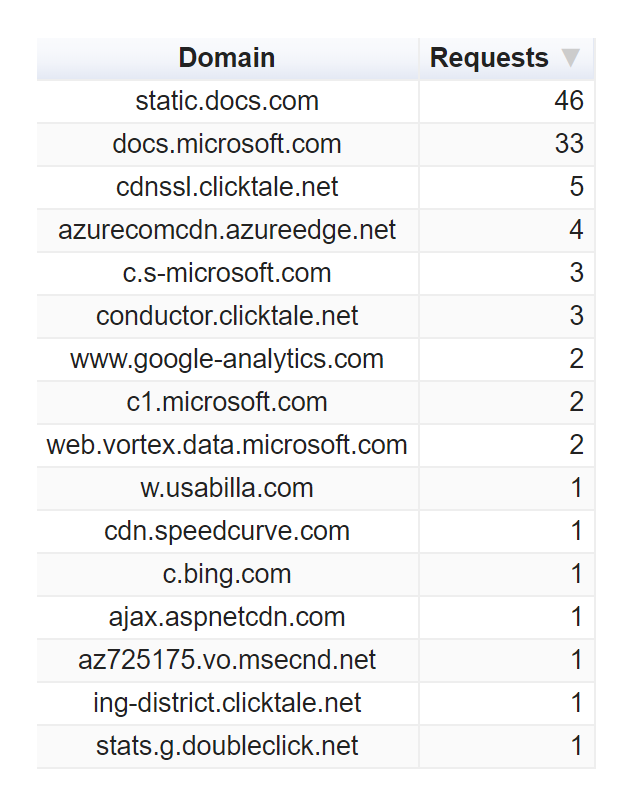 Domain Requests
static.docs.com 46
docs.microsoft.com 33
cdnssl.clicktale.net 5
azurecomcdn.azureedge.net 4
c.s-microsoft.com 3
conductor.clicktale.net 3
www.google-analytics.com 2
c1.microsoft.com 2
web.vortex.data.microsoft.com 2
w.usabilla.com 1
cdn.speedcurve.com 1
c.bing.com 1
ajax.aspnetcdn.com 1
az725175.vo.msecnd.net 1
ing-district.clicktale.net 1
stats.g.doubleclick.net 1